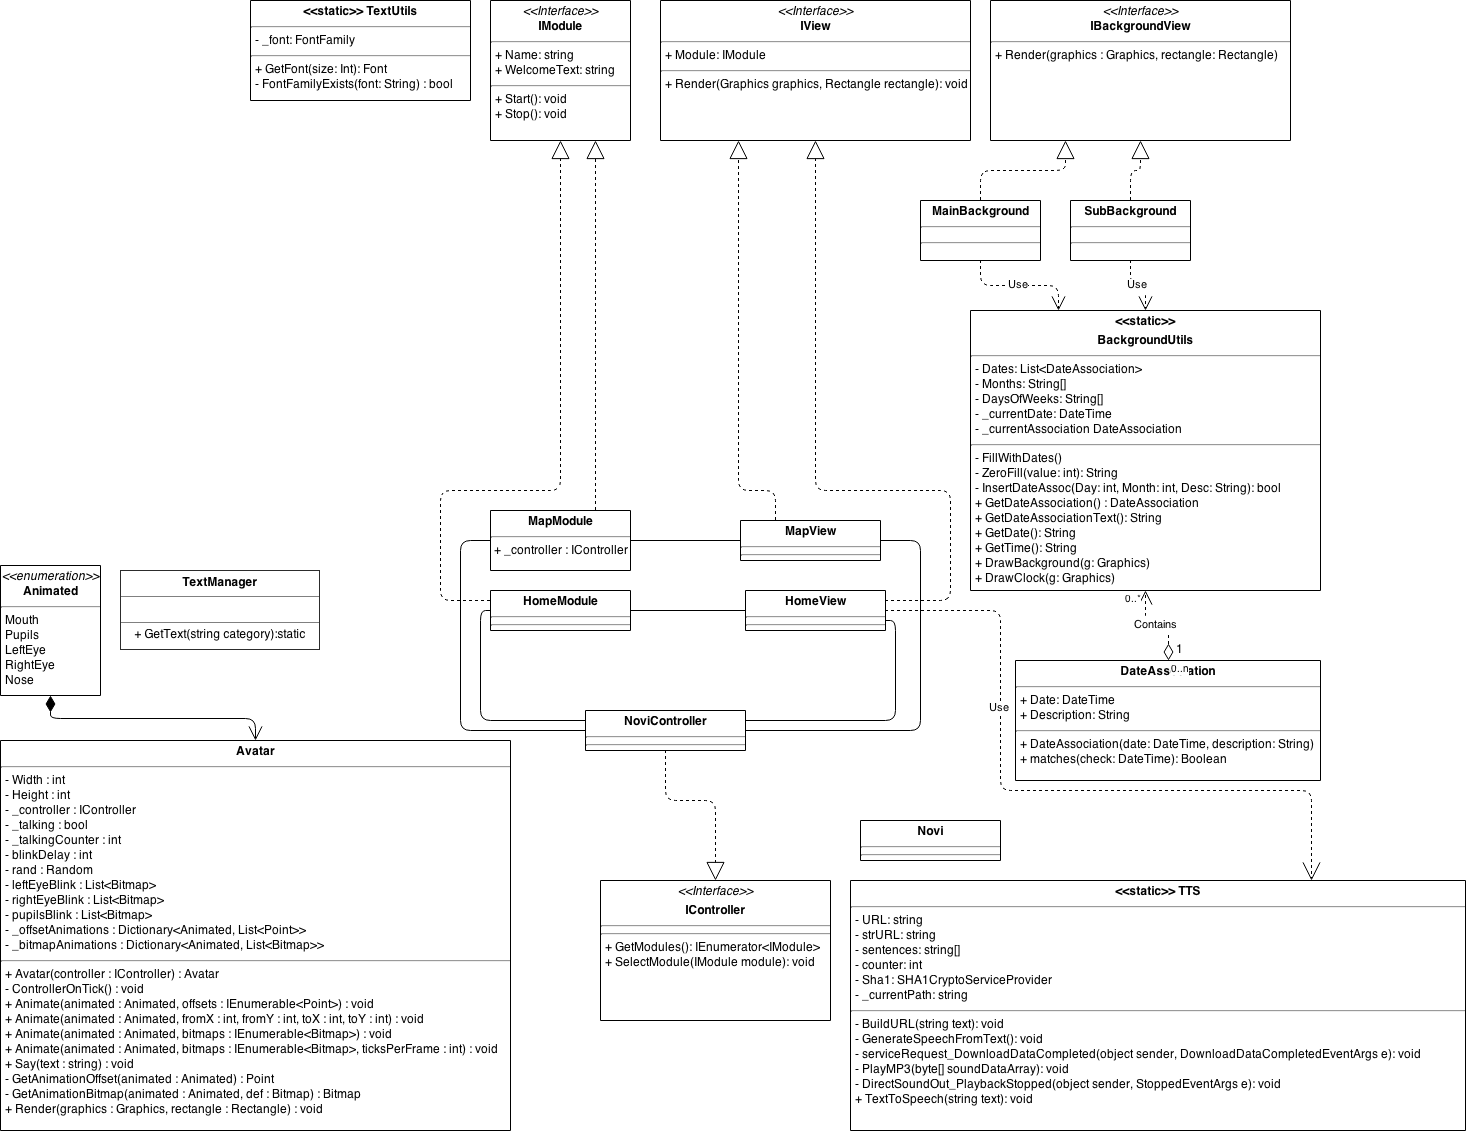 <<static>> TextUtils
- _font: FontFamily
+ GetFont(size: Int): Font
- FontFamilyExists(font: String) : bool
<<Interface>>
IModule
+ Name: string
+ WelcomeText: string
+ Start(): void
+ Stop(): void
<<Interface>>
IView
+ Module: IModule
+ Render(Graphics graphics, Rectangle rectangle): void
<<Interface>>
IBackgroundView
+ Render(graphics : Graphics, rectangle: Rectangle)
MainBackground
SubBackground
Use
Use
<<static>>
BackgroundUtils
- Dates: List<DateAssociation>
- Months: String[]
- DaysOfWeeks: String[]
- _currentDate: DateTime
- _currentAssociation DateAssociation
- FillWithDates()
- ZeroFill(value: int): String
- InsertDateAssoc(Day: int, Month: int, Desc: String): bool
+ GetDateAssociation() : DateAssociation
+ GetDateAssociationText(): String
+ GetDate(): String
+ GetTime(): String
+ DrawBackground(g: Graphics)
+ DrawClock(g: Graphics)
MapModule
+ _controller : IController
MapView
HomeModule
HomeView
<<enumeration>>
Animated
Mouth
Pupils
LeftEye
RightEye
Nose
TextManager
+ GetText(string category):static
0..*
Contains
1
0..n
DateAssociation
+ Date: DateTime
+ Description: String
+ DateAssociation(date: DateTime, description: String)
+ matches(check: DateTime): Boolean
Use
NoviController
Avatar
- Width : int
- Height : int
- _controller : IController
- _talking : bool
- _talkingCounter : int
- blinkDelay : int
- rand : Random
- leftEyeBlink : List<Bitmap>
- rightEyeBlink : List<Bitmap>
- pupilsBlink : List<Bitmap>
- _offsetAnimations : Dictionary<Animated, List<Point>>
- _bitmapAnimations : Dictionary<Animated, List<Bitmap>>
+ Avatar(controller : IController) : Avatar
- ControllerOnTick() : void
+ Animate(animated : Animated, offsets : IEnumerable<Point>) : void
+ Animate(animated : Animated, fromX : int, fromY : int, toX : int, toY : int) : void
+ Animate(animated : Animated, bitmaps : IEnumerable<Bitmap>) : void
+ Animate(animated : Animated, bitmaps : IEnumerable<Bitmap>, ticksPerFrame : int) : void
+ Say(text : string) : void
- GetAnimationOffset(animated : Animated) : Point
- GetAnimationBitmap(animated : Animated, def : Bitmap) : Bitmap
+ Render(graphics : Graphics, rectangle : Rectangle) : void
Novi
<<Interface>>
IController
+ GetModules(): IEnumerator<IModule>
+ SelectModule(IModule module): void
<<static>> TTS
- URL: string
- strURL: string
- sentences: string[]
- counter: int
- Sha1: SHA1CryptoServiceProvider
- _currentPath: string
- BuildURL(string text): void
- GenerateSpeechFromText(): void
- serviceRequest_DownloadDataCompleted(object sender, DownloadDataCompletedEventArgs e): void
- PlayMP3(byte[] soundDataArray): void
- DirectSoundOut_PlaybackStopped(object sender, StoppedEventArgs e): void
+ TextToSpeech(string text): void